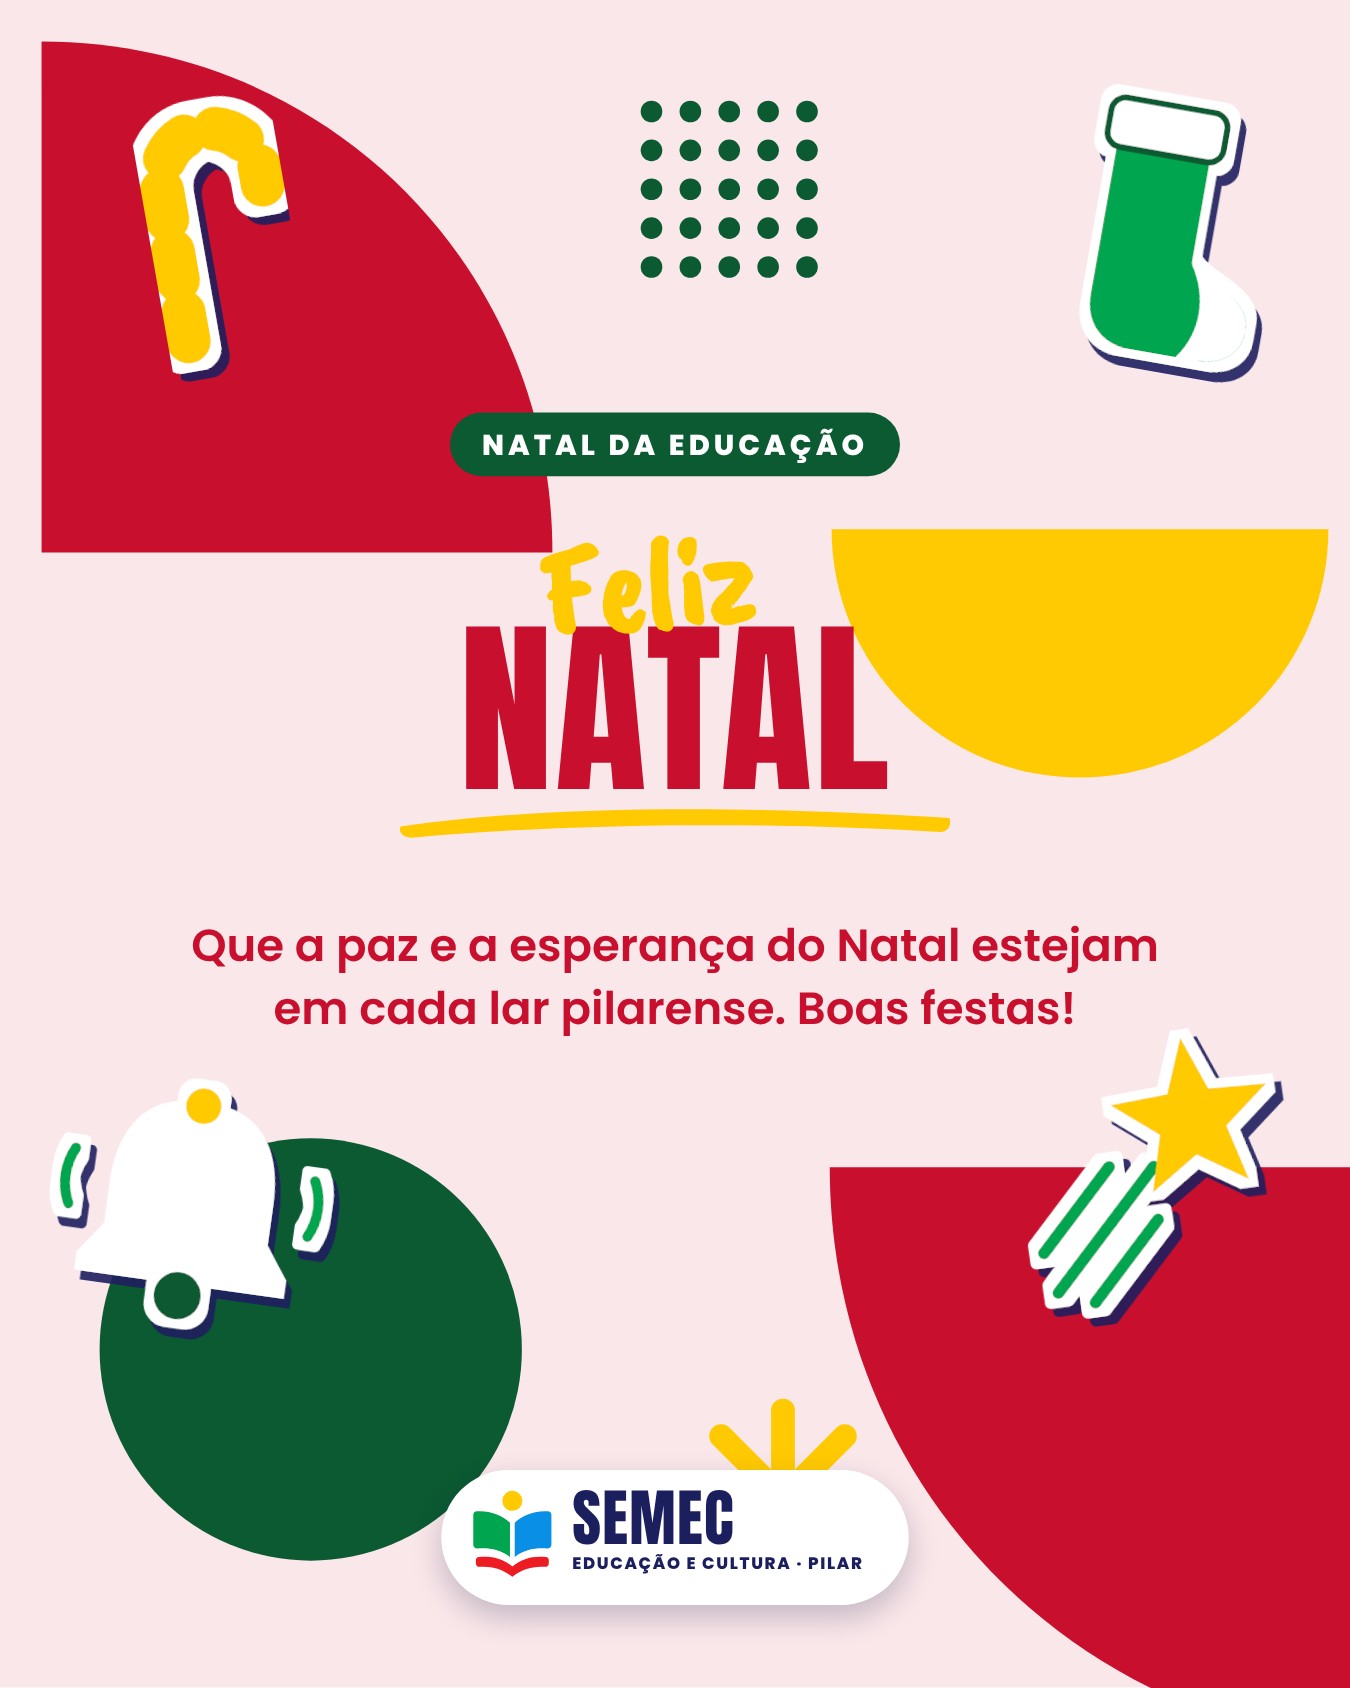 NATAL DA EDUCAÇÃO
Feliz
NATAL
Que a paz e a esperança do Natal estejam
em cada lar pilarense. Boas festas!
SEMEC
EDUCAÇÃO E CULTURA · PILAR